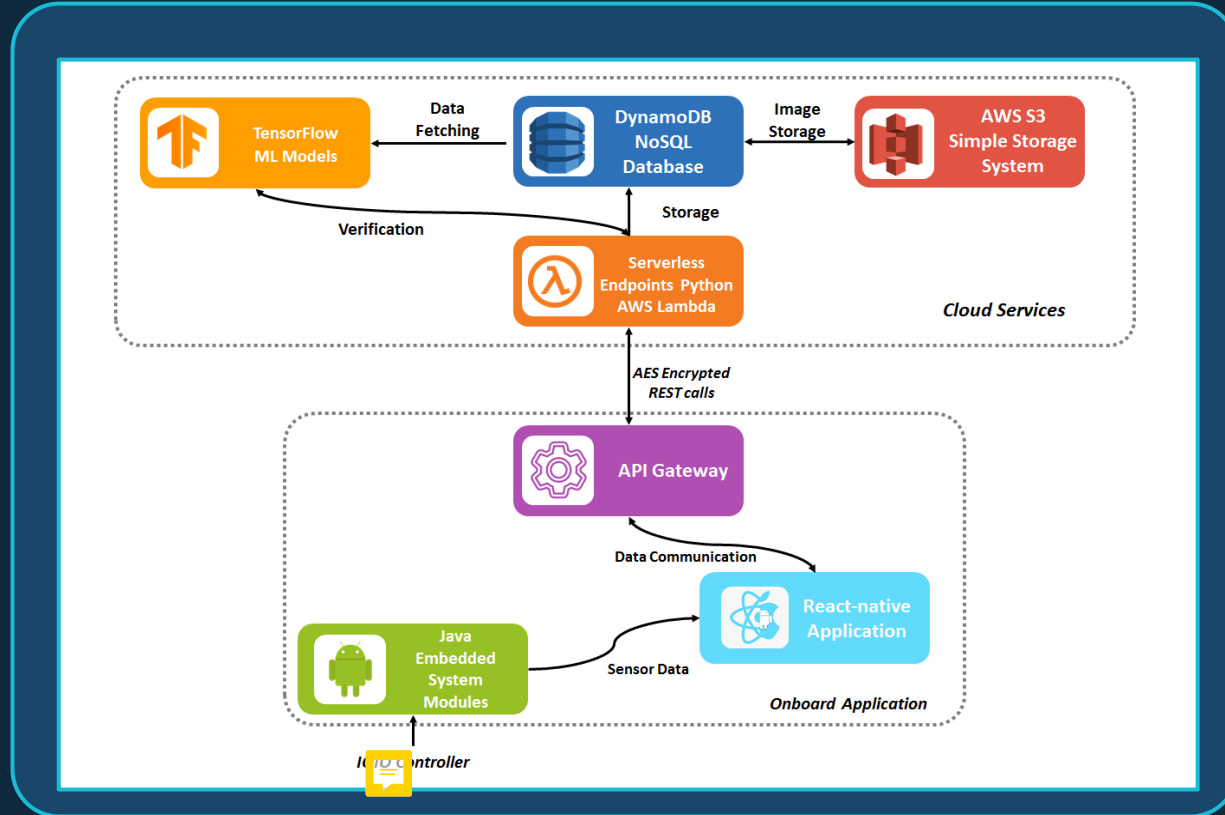 TensorFlow
ML Models
Data
Fetching
DynamoDB
NoSQL
Database
Image
Storage
AWS S3
Simple Storage
System
Verification
Storage
Serverless
Endpoints Python
AWS Lambda
Cloud Services
AES Encrypted
REST calls
API Gateway
Data Communication
React-native
Application
Java
Embedded
System
Modules
Sensor Data
Onboard Application